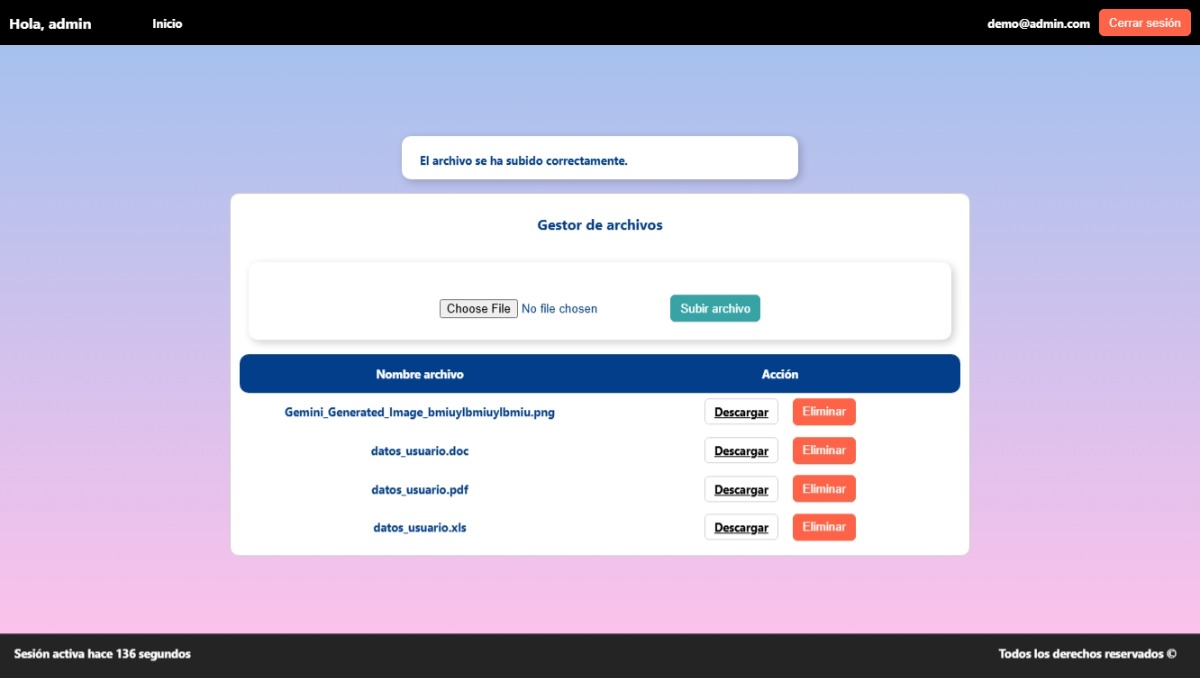 Hola, admin Inicio demo@admin.com Cerrar sesión
El archivo se ha subido correctamente.
Gestor de archivos
Choose File No file chosen Subir archivo
Nombre archivo Acción
Gemini_Generated_Image_bmiuylbmiuylbmiu.png Descargar Eliminar
datos_usuario.doc Descargar Eliminar
datos_usuario.pdf Descargar Eliminar
datos_usuario.xls Descargar Eliminar
Sesión activa hace 136 segundos Todos los derechos reservados ©